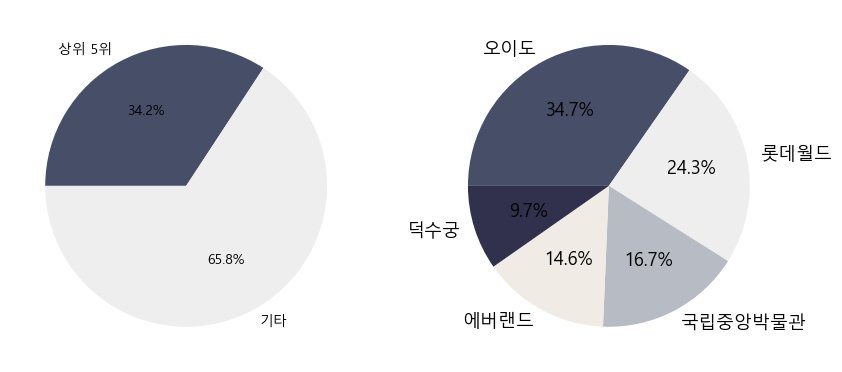 상위 5위
34.2%
65.8%
기타
오이도
34.7%
롯데월드
24.3%
덕수궁
9.7%
에버랜드
14.6%
국립중앙박물관
16.7%